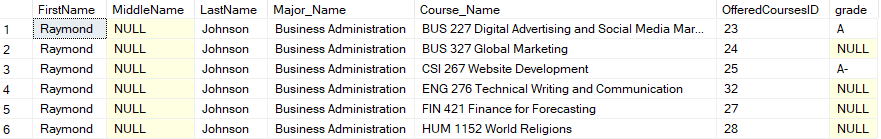 FirstName MiddleName LastName Major_Name Course_Name OfferedCoursesID grade
1 Raymond NULL Johnson Business Administration BUS 227 Digital Advertising and Social Media Mar... 23 A
2 Raymond NULL Johnson Business Administration BUS 327 Global Marketing 24 NULL
3 Raymond NULL Johnson Business Administration CSI 267 Website Development 25 A-
4 Raymond NULL Johnson Business Administration ENG 276 Technical Writing and Communication 32 NULL
5 Raymond NULL Johnson Business Administration FIN 421 Finance for Forecasting 27 NULL
6 Raymond NULL Johnson Business Administration HUM 1152 World Religions 28 NULL